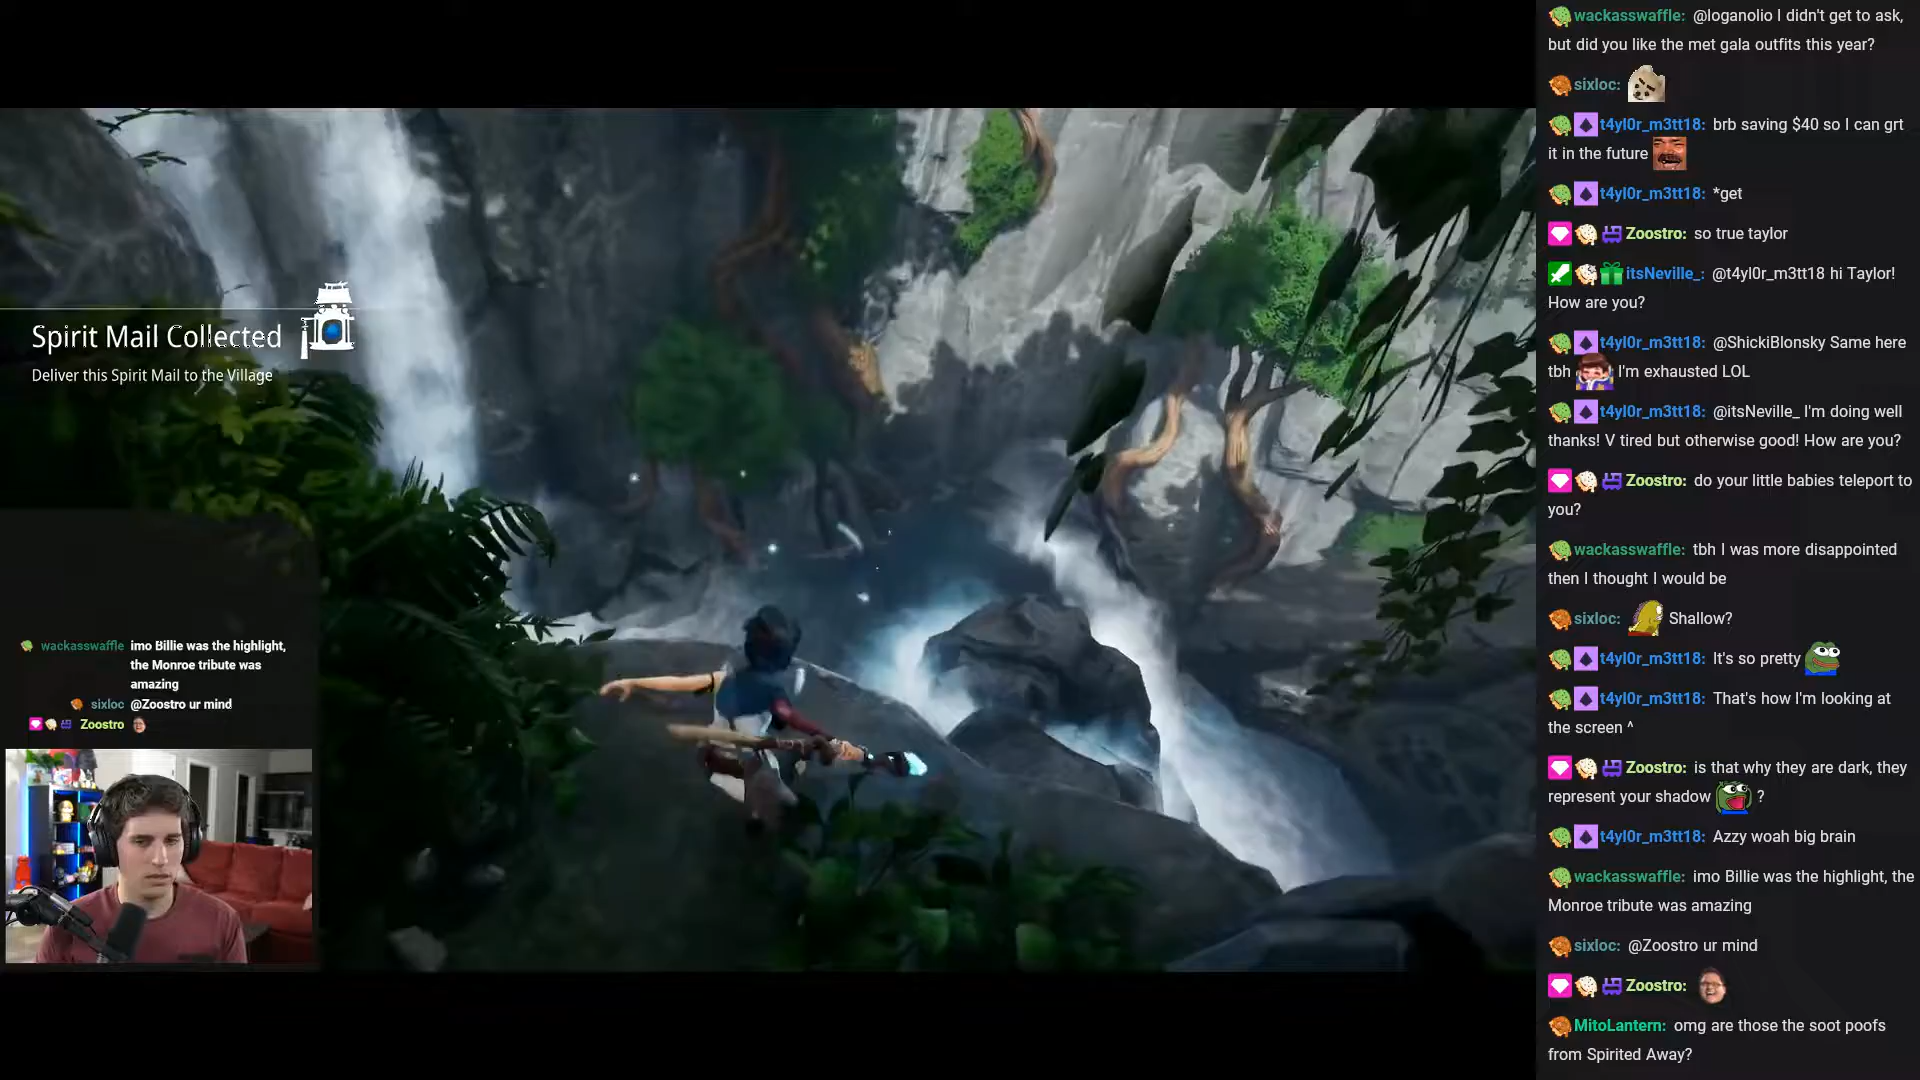 Spirit Mail Collected
Deliver this Spirit Mail to the Village
wackasswaffle imo Billie was the highlight,
the Monroe tribute was
amazing
sixloc @Zoostro ur mind
Zoostro
wackasswaffle: @loganolio I didn't get to ask,
but did you like the met gala outfits this year?
sixloc:
t4yl0r_m3tt18: brb saving $40 so I can grt
it in the future
t4yl0r_m3tt18: *get
Zoostro: so true taylor
itsNeville_: @t4yl0r_m3tt18 hi Taylor!
How are you?
t4yl0r_m3tt18: @ShickiBlonsky Same here
tbh I'm exhausted LOL
t4yl0r_m3tt18: @itsNeville_ I'm doing well
thanks! V tired but otherwise good! How are you?
Zoostro: do your little babies teleport to
you?
wackasswaffle: tbh I was more disappointed
then I thought I would be
sixloc: Shallow?
t4yl0r_m3tt18: It's so pretty
t4yl0r_m3tt18: That's how I'm looking at
the screen ^
Zoostro: is that why they are dark, they
represent your shadow ?
t4yl0r_m3tt18: Azzy woah big brain
wackasswaffle: imo Billie was the highlight, the
Monroe tribute was amazing
sixloc: @Zoostro ur mind
Zoostro:
MitoLantern: omg are those the soot poofs
from Spirited Away?